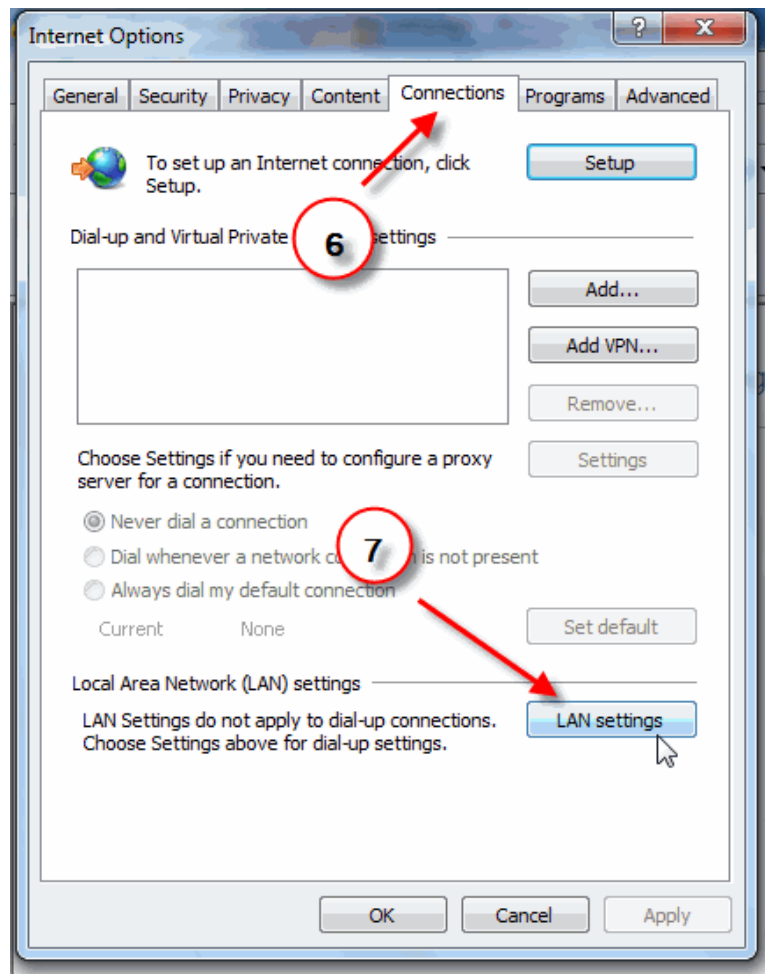 Internet Options
General Security Privacy Content Connections Programs Advanced
To set up an Internet connection, click
Setup.
Setup
6
Dial-up and Virtual Private settings
Add...
Add VPN...
Remove...
Choose Settings if you need to configure a proxy
server for a connection.
Settings
Never dial a connection
7
Dial whenever a network is not present
Always dial my default connection
Current None
Set default
Local Area Network (LAN) settings
LAN Settings do not apply to dial-up connections.
Choose Settings above for dial-up settings.
LAN settings
OK Cancel Apply